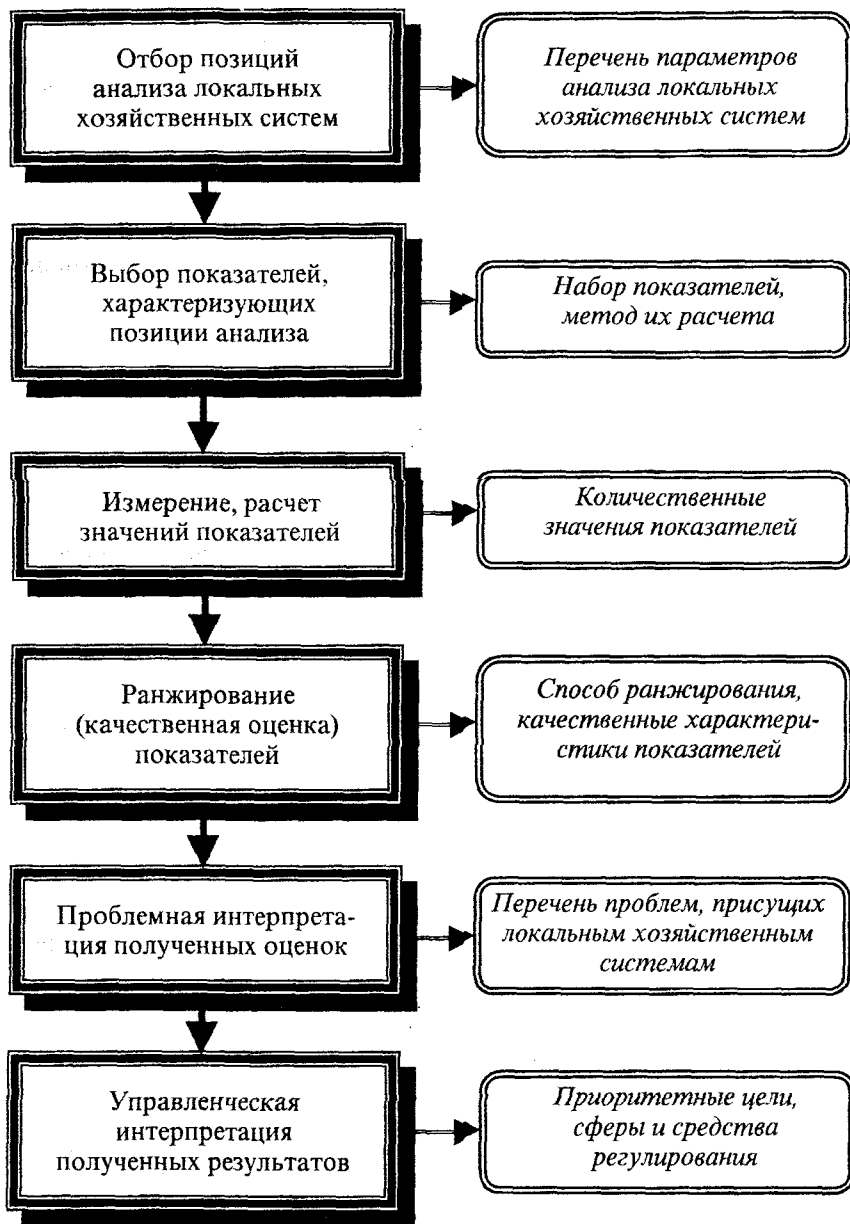 Отбор позиций
анализа локальных
хозяйственных систем
Перечень параметров
анализа локальных
хозяйственных систем
Выбор показателей,
характеризующих
позиции анализа
Набор показателей,
метод их расчета
Измерение, расчет
значений показателей
Количественные
значения показателей
Ранжирование
(качественная оценка)
показателей
Способ ранжирования,
качественные характери-
стики показателей
Проблемная интерпрета-
ция полученных оценок
Перечень проблем, присущих
локальным хозяйственным
системам
Управленческая
интерпретация
полученных результатов
Приоритетные цели,
сферы и средства
регулирования